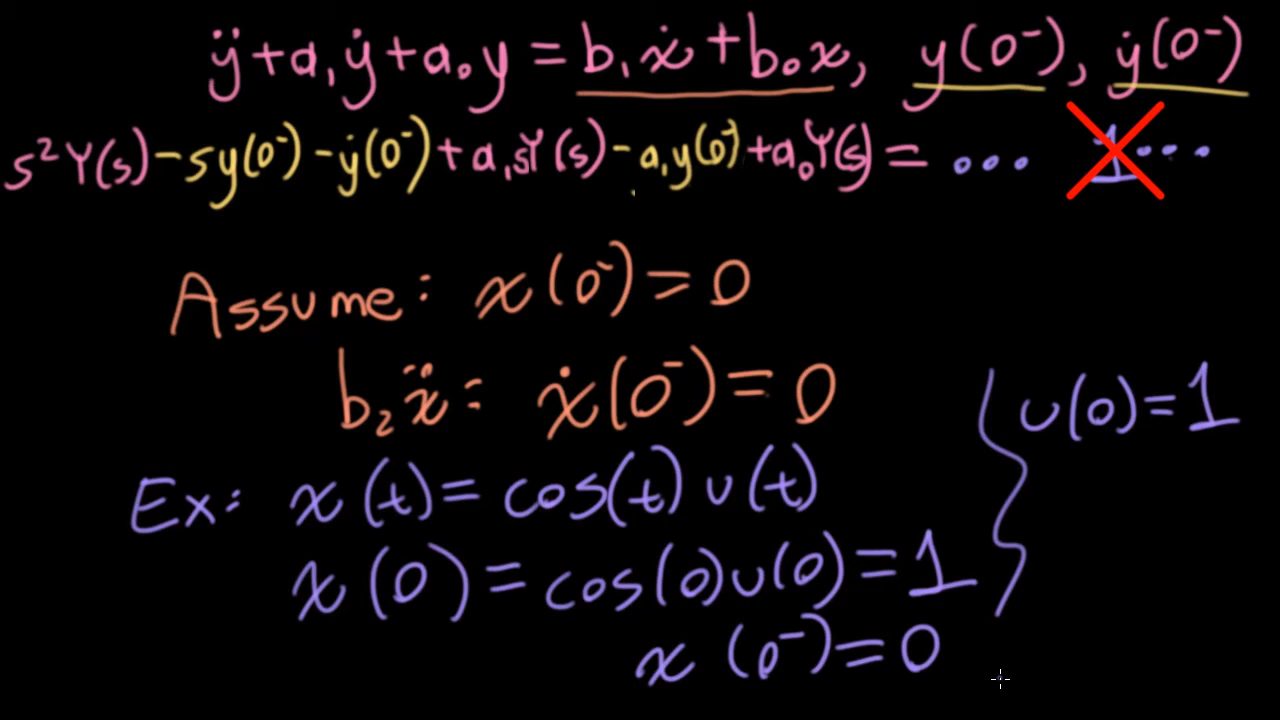 ÿ + a₁ẏ + a₀y = b₁ẋ + b₀x, y(0⁻), ẏ(0⁻)
s²Y(s) - sy(0⁻) - ẏ(0⁻) + a₁sY(s) - a₁y(0⁻) + a₀Y(s) = ... 1...
Assume: x(0⁻) = 0
b₂ẍ: ẋ(0⁻) = 0
u(0) = 1
Ex: x(t) = cos(t) u(t)
x(0) = cos(0)u(0) = 1
x(0⁻) = 0